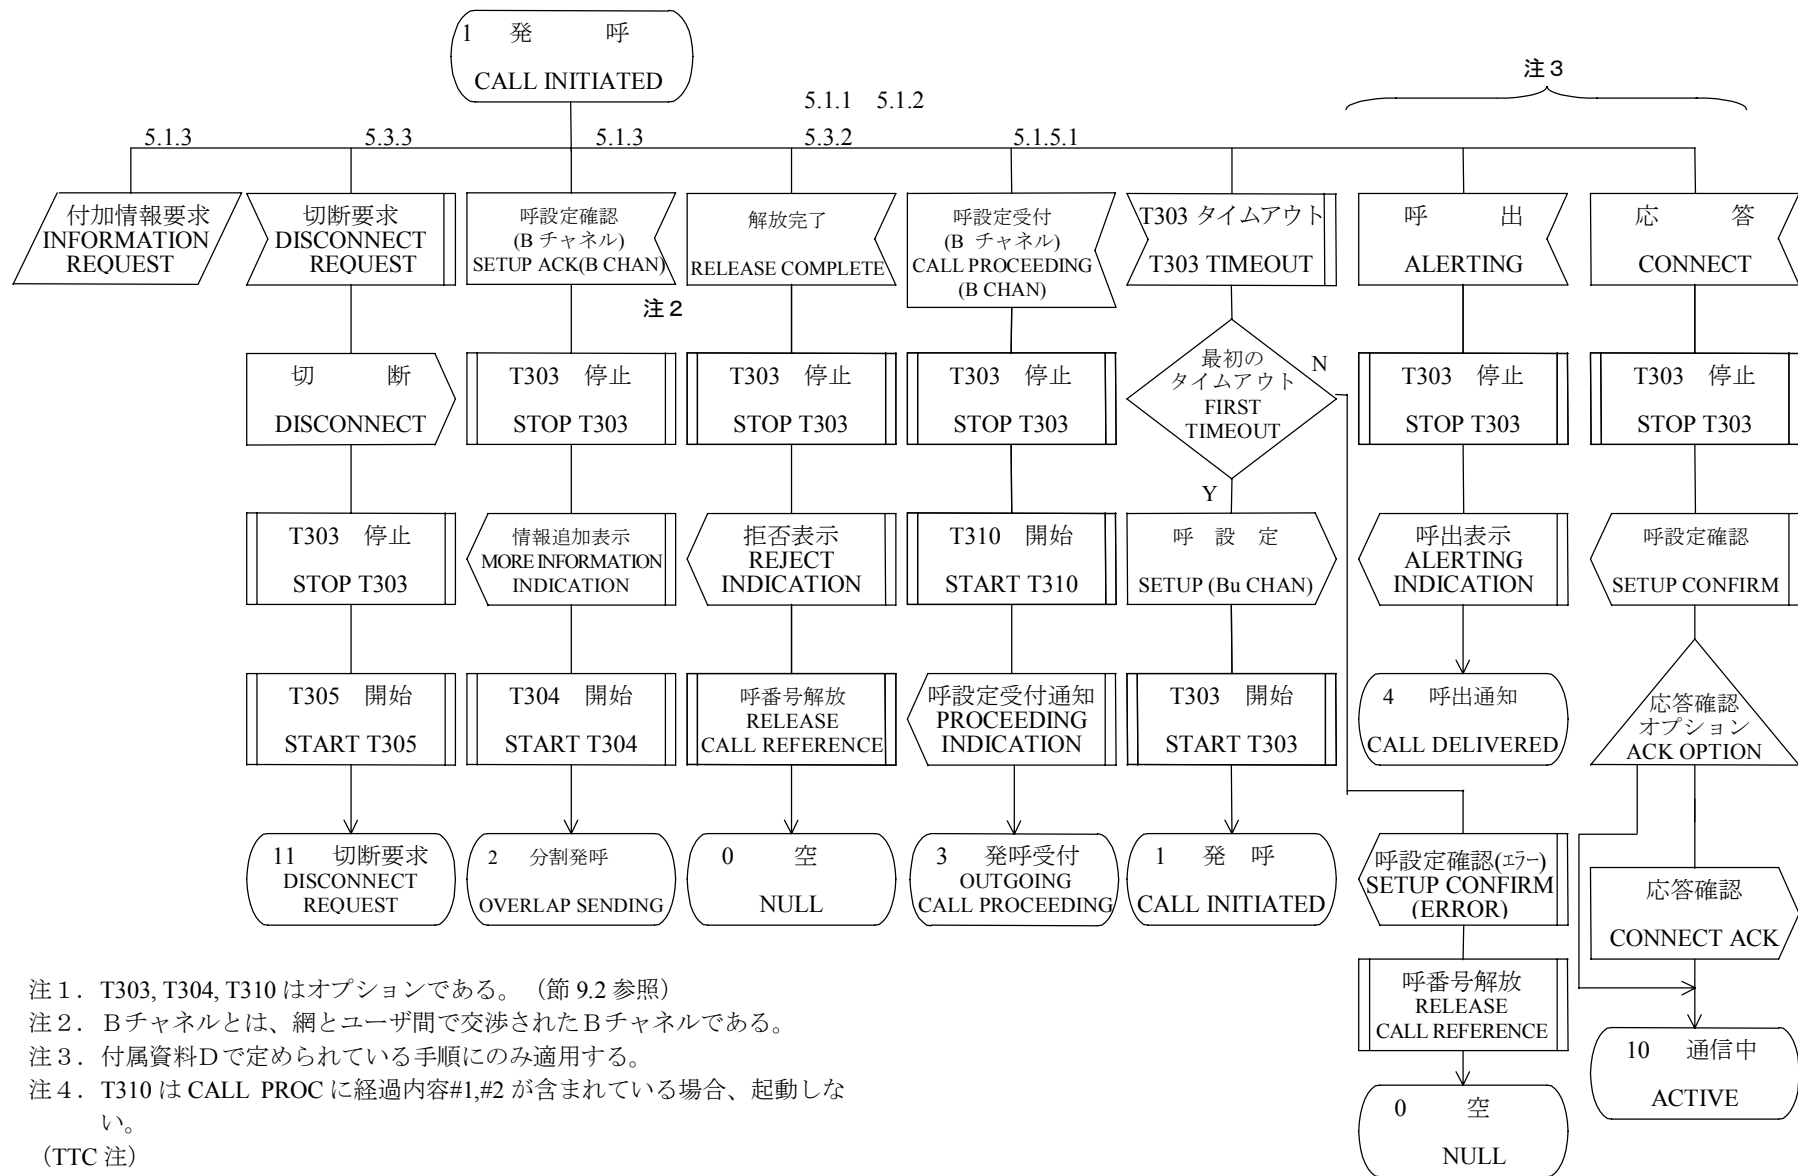 1 発 呼
CALL INITIATED
注３
5.1.1 5.1.2
5.1.3
5.3.3
5.1.3
5.3.2
5.1.5.1
付加情報要求
INFORMATION
REQUEST
切断要求
DISCONNECT
REQUEST
呼設定確認
(B チャネル)
SETUP ACK(B CHAN)
解放完了
RELEASE COMPLETE
呼設定受付
(B チャネル)
CALL PROCEEDING
(B CHAN)
T303 タイムアウト
T303 TIMEOUT
呼 出
ALERTING
応 答
CONNECT
注２
切 断
DISCONNECT
T303 停止
STOP T303
T303 停止
STOP T303
T303 停止
STOP T303
最初の
タイムアウト
FIRST
TIMEOUT
N
Y
T303 停止
STOP T303
T303 停止
STOP T303
T303 停止
STOP T303
情報追加表示
MORE INFORMATION
INDICATION
拒否表示
REJECT
INDICATION
T310 開始
START T310
呼 設 定
SETUP (Bu CHAN)
呼出表示
ALERTING
INDICATION
呼設定確認
SETUP CONFIRM
T305 開始
START T305
T304 開始
START T304
呼番号解放
RELEASE
CALL REFERENCE
呼設定受付通知
PROCEEDING
INDICATION
T303 開始
START T303
4 呼出通知
CALL DELIVERED
応答確認
オプション
ACK OPTION
11 切断要求
DISCONNECT
REQUEST
2 分割発呼
OVERLAP SENDING
0 空
NULL
3 発呼受付
OUTGOING
CALL PROCEEDING
1 発 呼
CALL INITIATED
呼設定確認(ｴﾗｰ)
SETUP CONFIRM
(ERROR)
応答確認
CONNECT ACK
呼番号解放
RELEASE
CALL REFERENCE
10 通信中
ACTIVE
0 空
NULL
注１．T303, T304, T310 はオプションである。（節 9.2 参照）
注２．Ｂチャネルとは、網とユーザ間で交渉されたＢチャネルである。
注３．付属資料Ｄで定められている手順にのみ適用する。
注４．T310 は CALL PROC に経過内容#1,#2 が含まれている場合、起動しな
い。
（TTC 注）